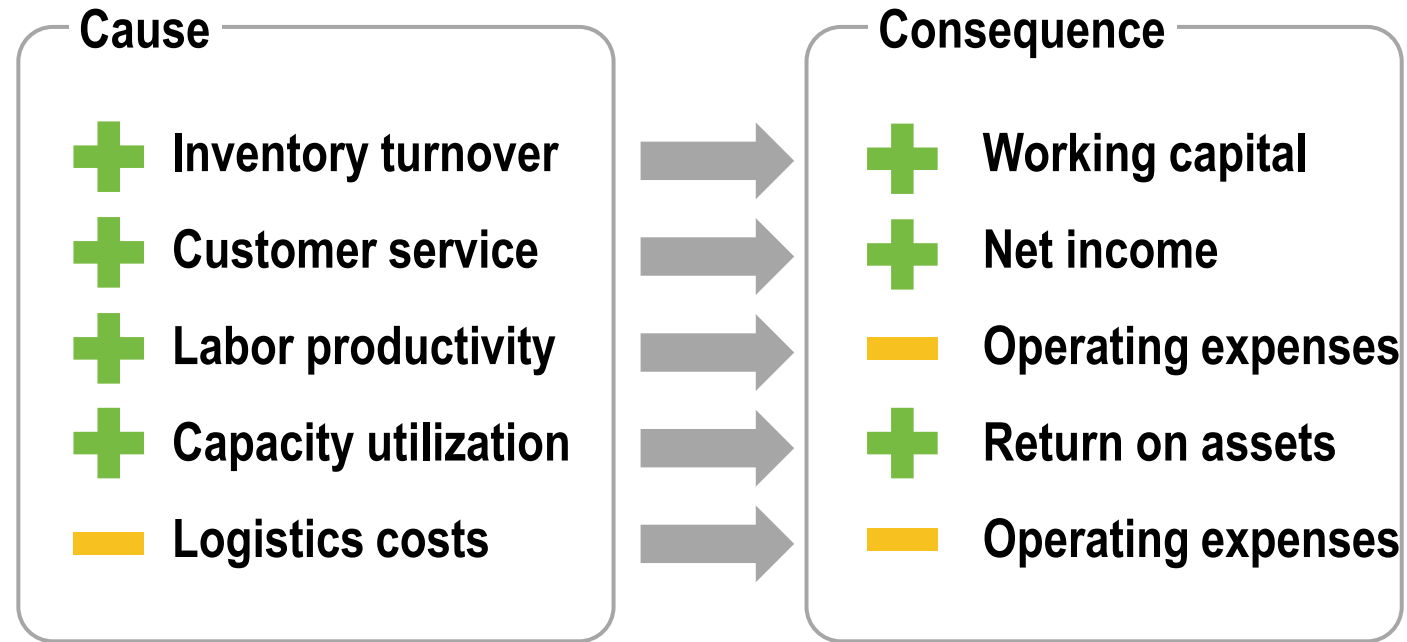 Cause
Inventory turnover
Customer service
Labor productivity
Capacity utilization
Logistics costs
Consequence
Working capital
Net income
Operating expenses
Return on assets
Operating expenses